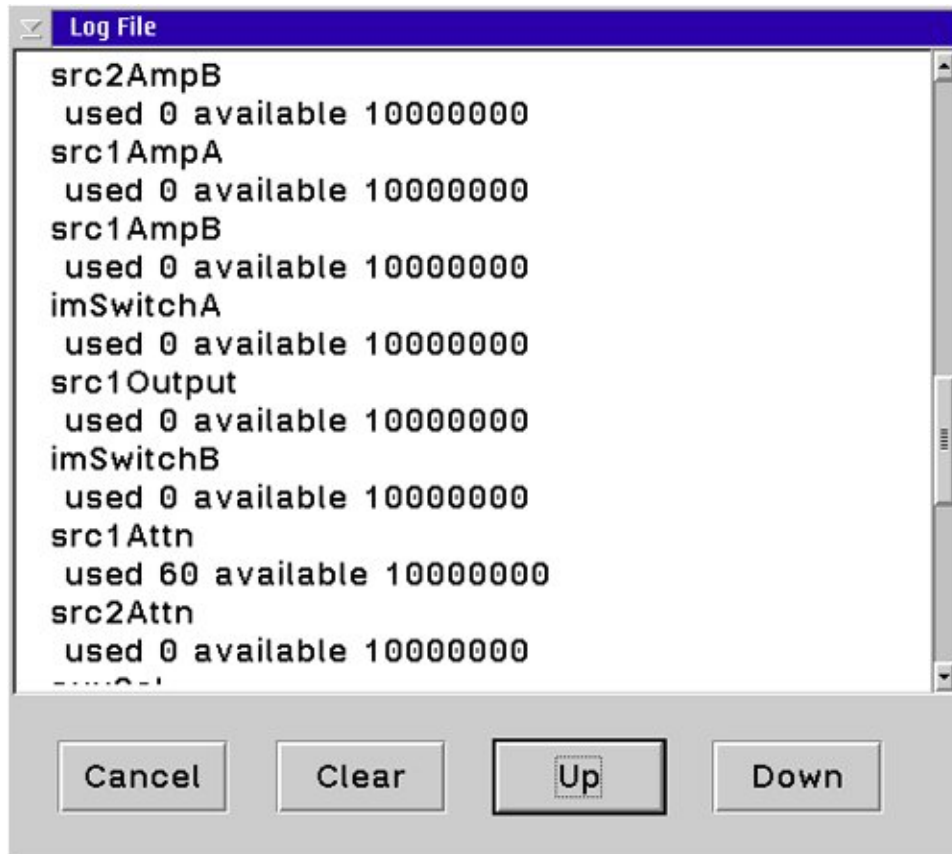 Log File
src2AmpB
used 0 available 10000000
src1AmpA
used 0 available 10000000
src1AmpB
used 0 available 10000000
imSwitchA
used 0 available 10000000
src1Output
used 0 available 10000000
imSwitchB
used 0 available 10000000
src1Attn
used 60 available 10000000
src2Attn
used 0 available 10000000
Cancel
Clear
Up
Down